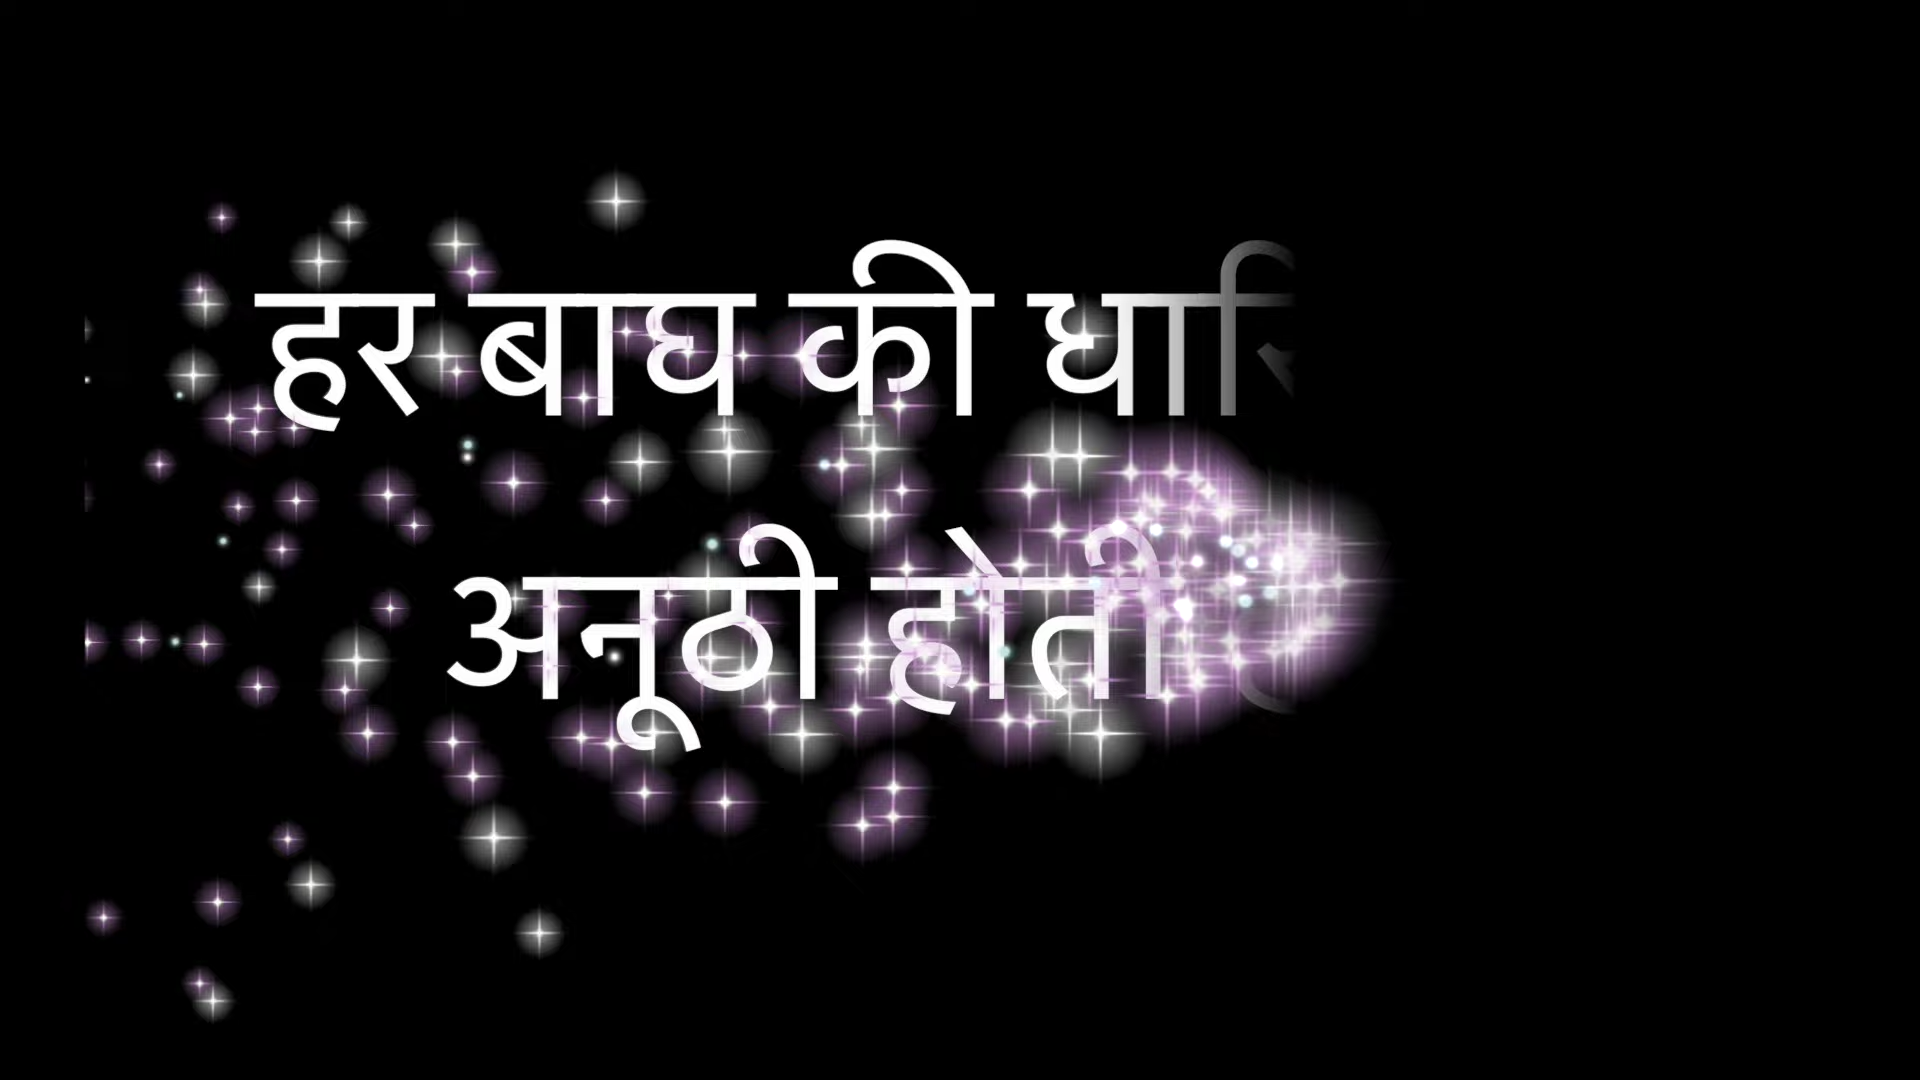 हर बाघ की
अनूठी होती